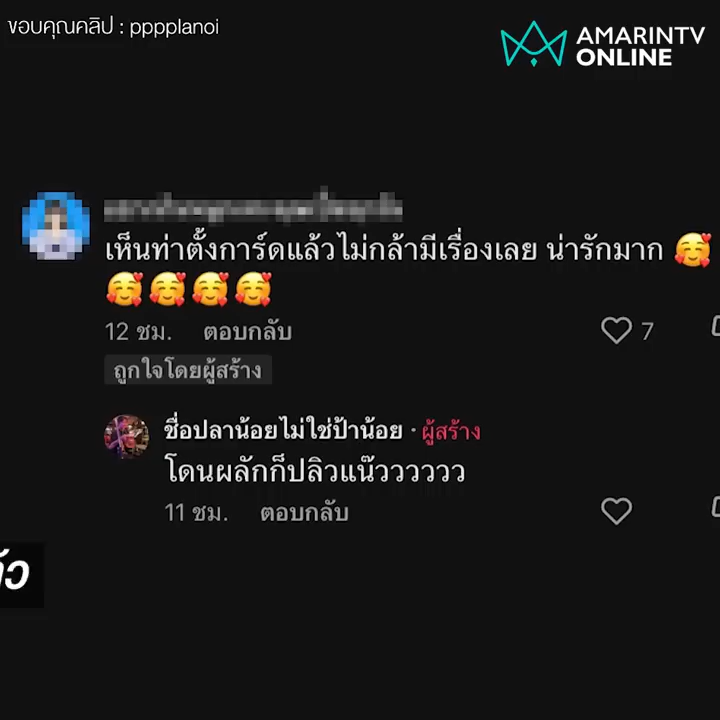 ขอบคุณคลิป : pppplanoi
AMARINTV
ONLINE
เห็นท่าตั้งการ์ดแล้วไม่กล้ามีเรื่องเลย น่ารักมาก 🥰
🥰🥰🥰🥰
12 ชม. ตอบกลับ
7
ถูกใจโดยผู้สร้าง
ชื่อปลาน้อยไม่ใช่ป้าน้อย · ผู้สร้าง
โดนผลักก็ปลิวแน๊วววววว
11 ชม. ตอบกลับ